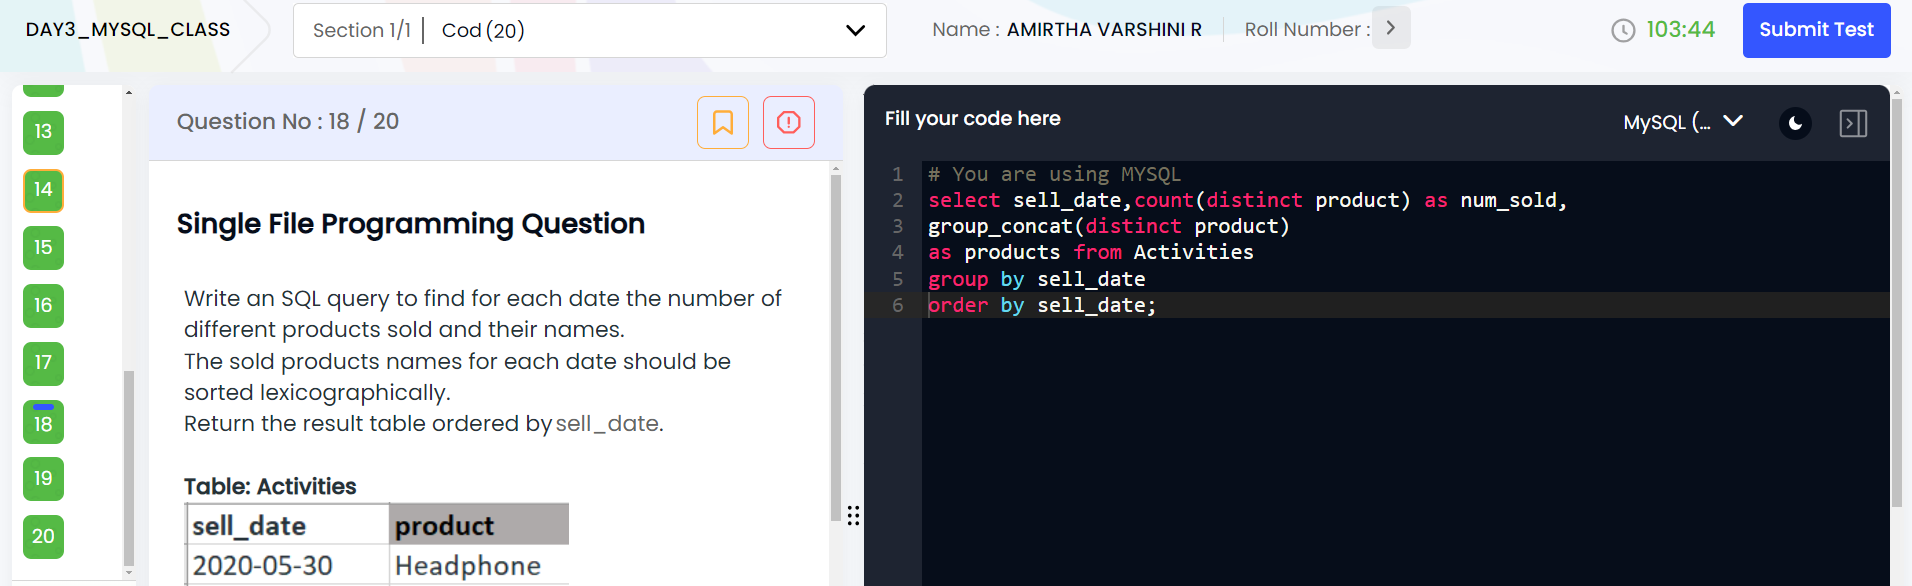 DAY3_MYSQL_CLASS
Section 1/1 | Cod (20)
Name : AMIRTHA VARSHINI R
Roll Number :
103:44
Submit Test
13
14
15
16
17
18
19
20
Question No : 18 / 20
Single File Programming Question
Write an SQL query to find for each date the number of
different products sold and their names.
The sold products names for each date should be
sorted lexicographically.
Return the result table ordered by sell_date.
Table: Activities
sell_date product
2020-05-30 Headphone
Fill your code here
MySQL (...
1 # You are using MYSQL
2 select sell_date,count(distinct product) as num_sold,
3 group_concat(distinct product)
4 as products from Activities
5 group by sell_date
6 order by sell_date;